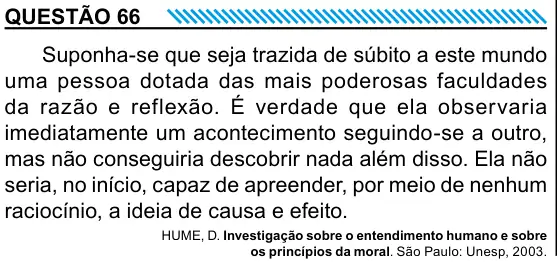 QUESTÃO 66
Suponha-se que seja trazida de súbito a este mundo
uma pessoa dotada das mais poderosas faculdades
da razão e reflexão. É verdade que ela observaria
imediatamente um acontecimento seguindo-se a outro,
mas não conseguiria descobrir nada além disso. Ela não
seria, no início, capaz de apreender, por meio de nenhum
raciocínio, a ideia de causa e efeito.
HUME, D. Investigação sobre o entendimento humano e sobre
os princípios da moral. São Paulo: Unesp, 2003.